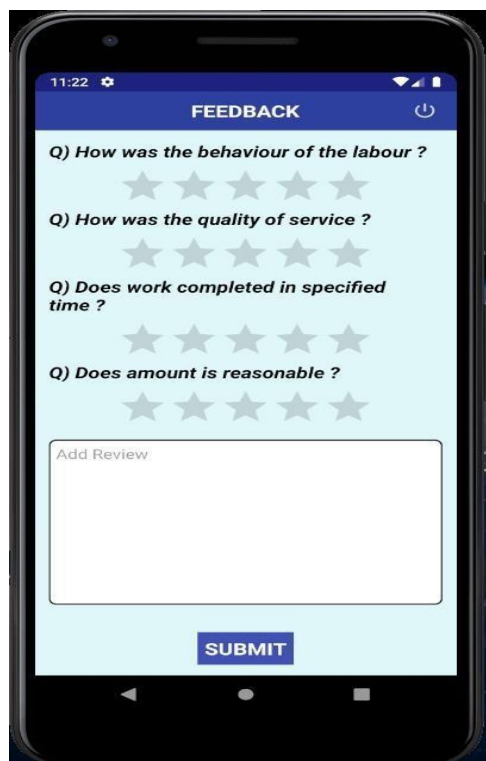 11:22
FEEDBACK
Q) How was the behaviour of the labour ?
Q) How was the quality of service ?
Q) Does work completed in specified
time ?
Q) Does amount is reasonable ?
Add Review
SUBMIT